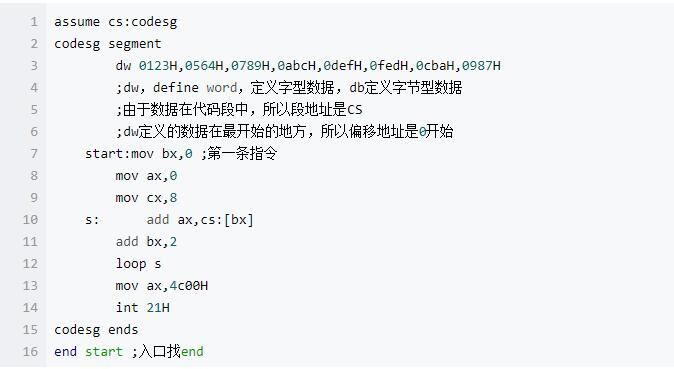 1 assume cs:codesg
2 codesg segment
3 dw 0123H,0564H,0789H,0abcH,0defH,0fedH,0cbaH,0987H
4 ;dw，define word，定义字型数据，db定义字节型数据
5 ;由于数据在代码段中，所以段地址是CS
6 ;dw定义的数据在最开始的地方，所以偏移地址是0开始
7 start:mov bx,0 ;第一条指令
8 mov ax,0
9 mov cx,8
10 s: add ax,cs:[bx]
11 add bx,2
12 loop s
13 mov ax,4c00H
14 int 21H
15 codesg ends
16 end start ;入口找end